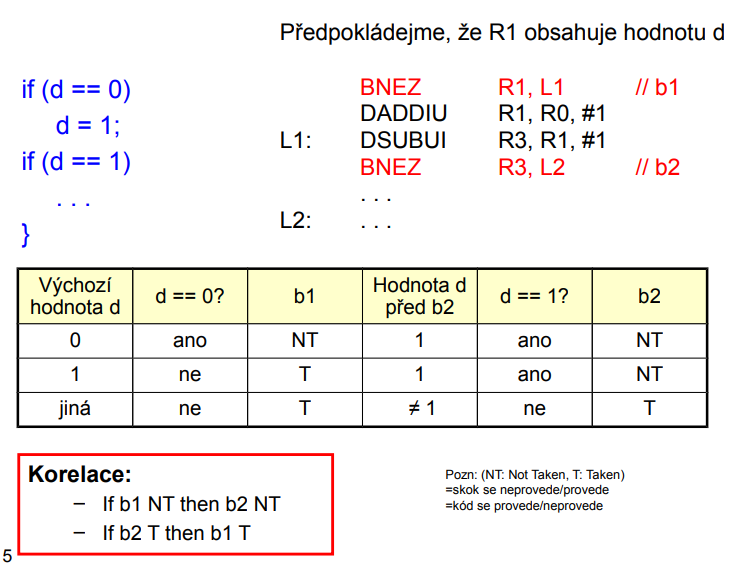 Předpokládejme, že R1 obsahuje hodnotu d
if (d == 0)
d = 1;
if (d == 1)
. . .
}
BNEZ R1, L1 // b1
DADDIU R1, R0, #1
L1: DSUBUI R3, R1, #1
BNEZ R3, L2 // b2
. . .
L2: . . .
Výchozí hodnota d | d == 0? | b1 | Hodnota d před b2 | d == 1? | b2
0 | ano | NT | 1 | ano | NT
1 | ne | T | 1 | ano | NT
jiná | ne | T | ≠ 1 | ne | T
Korelace:
– If b1 NT then b2 NT
– If b2 T then b1 T
Pozn: (NT: Not Taken, T: Taken)
=skok se neprovede/provede
=kód se provede/neprovede
5